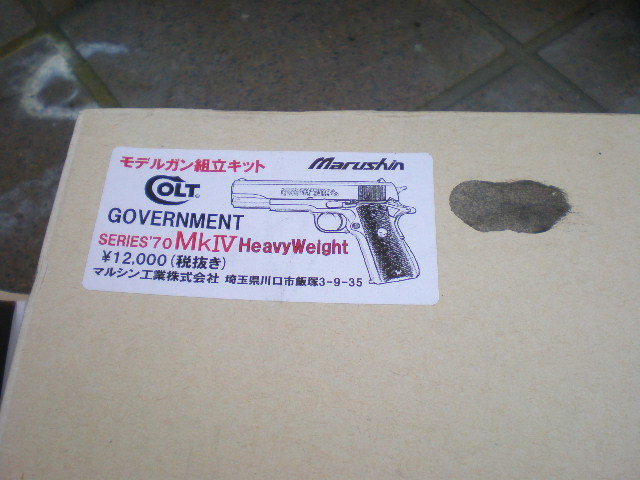 モデルガン組立キット
Marushin
COLT
GOVERNMENT
SERIES'70 MkIV HeavyWeight
¥12,000(税抜き)
マルシン工業株式会社 埼玉県川口市飯塚3-9-35